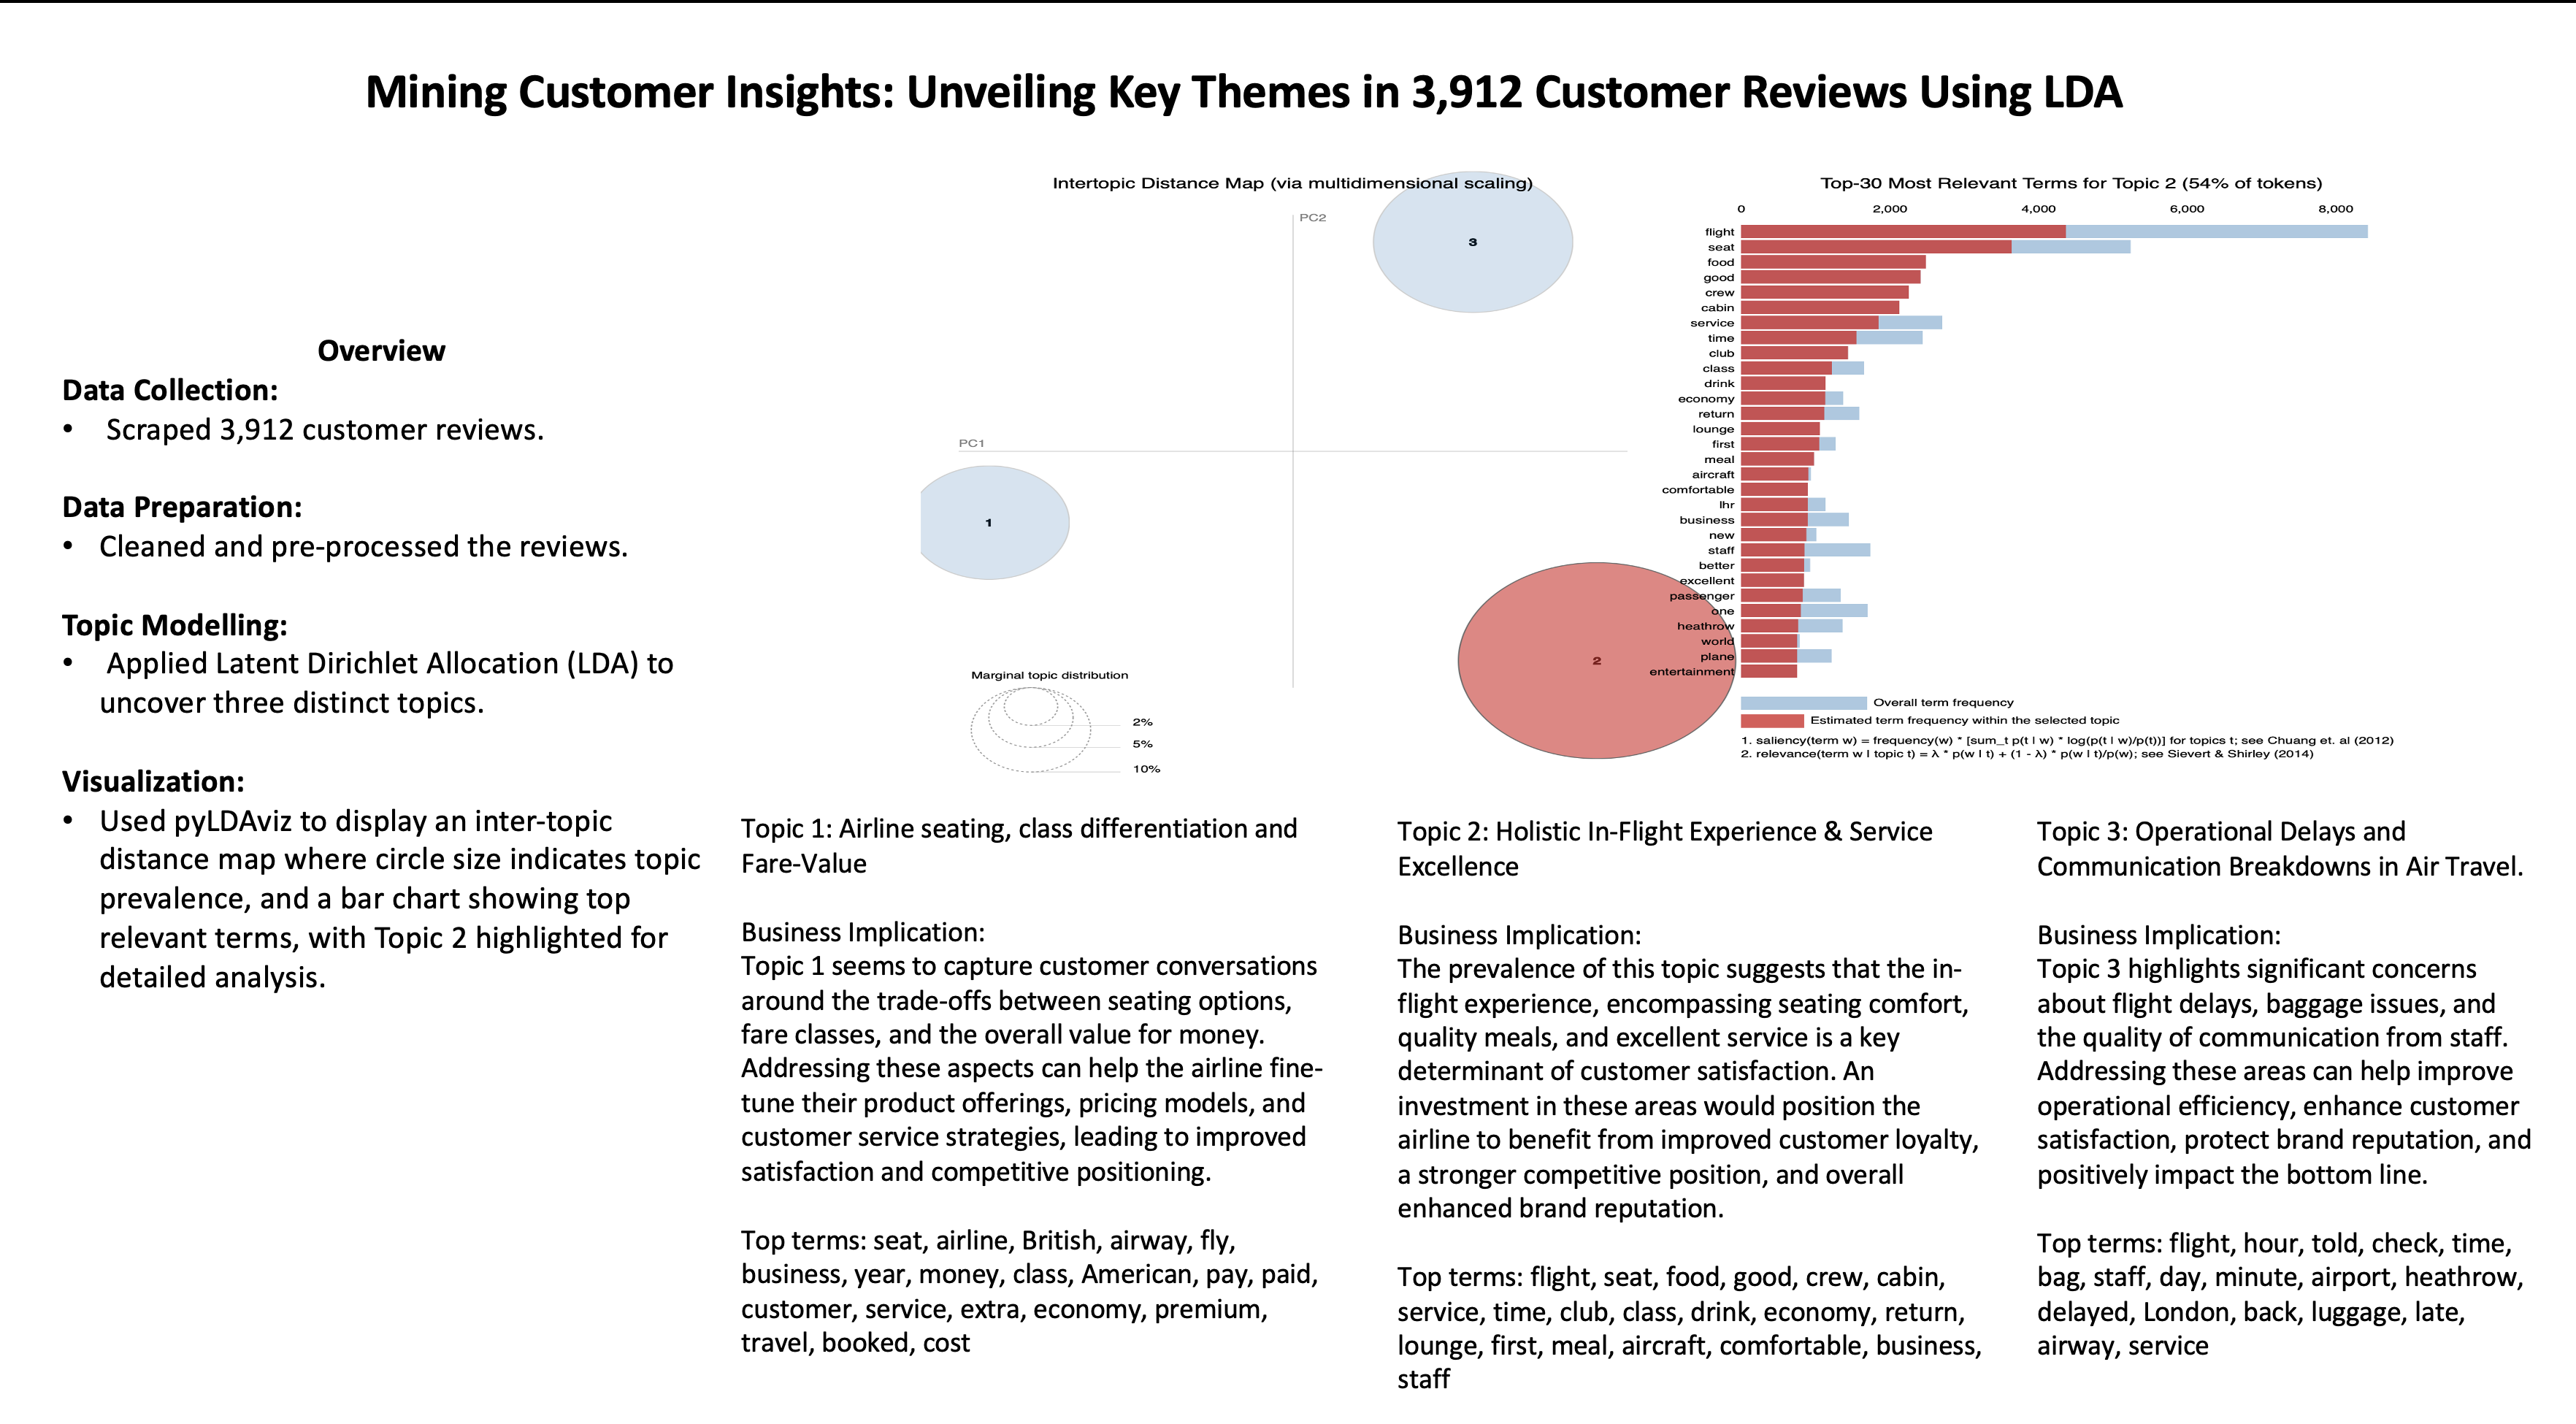 Mining Customer Insights: Unveiling Key Themes in 3,912 Customer Reviews Using LDA
Overview
Data Collection:
• Scraped 3,912 customer reviews.
Data Preparation:
• Cleaned and pre-processed the reviews.
Topic Modelling:
• Applied Latent Dirichlet Allocation (LDA) to
uncover three distinct topics.
Visualization:
• Used pyLDAviz to display an inter-topic
distance map where circle size indicates topic
prevalence, and a bar chart showing top
relevant terms, with Topic 2 highlighted for
detailed analysis.
Intertopic Distance Map (via multidimensional scaling)
PC2
3
PC1
1
2
Marginal topic distribution
2%
5%
10%
Top-30 Most Relevant Terms for Topic 2 (54% of tokens)
0 2,000 4,000 6,000 8,000
flight
seat
food
good
crew
cabin
service
time
club
class
drink
economy
return
lounge
first
meal
aircraft
comfortable
lhr
business
new
staff
better
excellent
passenger
one
heathrow
world
plane
entertainment
Overall term frequency
Estimated term frequency within the selected topic
1. saliency(term w) = frequency(w) * [sum_t p(t | w) * log(p(t | w)/p(t))] for topics t; see Chuang et. al (2012)
2. relevance(term w | topic t) = λ * p(w | t) + (1 - λ) * p(w | t)/p(w); see Sievert & Shirley (2014)
Topic 1: Airline seating, class differentiation and
Fare-Value
Business Implication:
Topic 1 seems to capture customer conversations
around the trade-offs between seating options,
fare classes, and the overall value for money.
Addressing these aspects can help the airline fine-
tune their product offerings, pricing models, and
customer service strategies, leading to improved
satisfaction and competitive positioning.
Top terms: seat, airline, British, airway, fly,
business, year, money, class, American, pay, paid,
customer, service, extra, economy, premium,
travel, booked, cost
Topic 2: Holistic In-Flight Experience & Service
Excellence
Business Implication:
The prevalence of this topic suggests that the in-
flight experience, encompassing seating comfort,
quality meals, and excellent service is a key
determinant of customer satisfaction. An
investment in these areas would position the
airline to benefit from improved customer loyalty,
a stronger competitive position, and overall
enhanced brand reputation.
Top terms: flight, seat, food, good, crew, cabin,
service, time, club, class, drink, economy, return,
lounge, first, meal, aircraft, comfortable, business,
staff
Topic 3: Operational Delays and
Communication Breakdowns in Air Travel.
Business Implication:
Topic 3 highlights significant concerns
about flight delays, baggage issues, and
the quality of communication from staff.
Addressing these areas can help improve
operational efficiency, enhance customer
satisfaction, protect brand reputation, and
positively impact the bottom line.
Top terms: flight, hour, told, check, time,
bag, staff, day, minute, airport, heathrow,
delayed, London, back, luggage, late,
airway, service